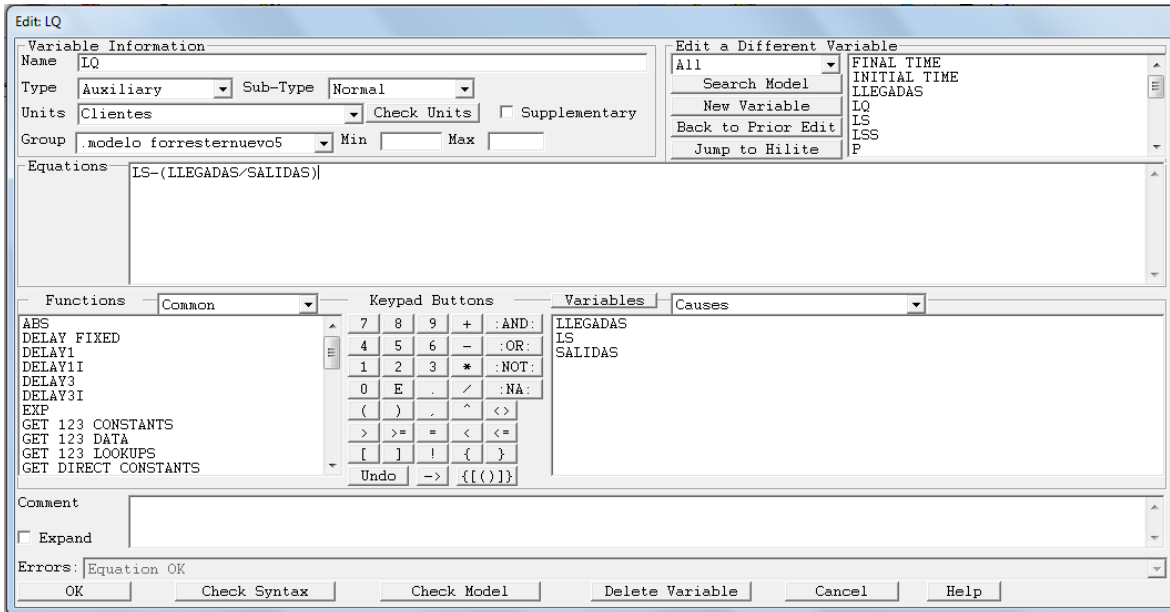 Edit: LQ
Variable Information
Name LQ
Type Auxiliary Sub-Type Normal
Units Clientes Check Units Supplementary
Group .modelo forresternuevo5 Min Max
Edit a Different Variable
All
Search Model
New Variable
Back to Prior Edit
Jump to Hilite
FINAL TIME
INITIAL TIME
LLEGADAS
LQ
LS
LSS
P
Equations
LS-(LLEGADAS/SALIDAS)
Functions Common
ABS
DELAY FIXED
DELAY1
DELAY1I
DELAY3
DELAY3I
EXP
GET 123 CONSTANTS
GET 123 DATA
GET 123 LOOKUPS
GET DIRECT CONSTANTS
Keypad Buttons
7 8 9 + :AND:
4 5 6 - :OR:
1 2 3 * :NOT:
0 E . / :NA:
( ) , ^ <>
> >= = < <=
[ ] ! { }
Undo -> {[()]}
Variables Causes
LLEGADAS
LS
SALIDAS
Comment
Expand
Errors: Equation OK
OK Check Syntax Check Model Delete Variable Cancel Help